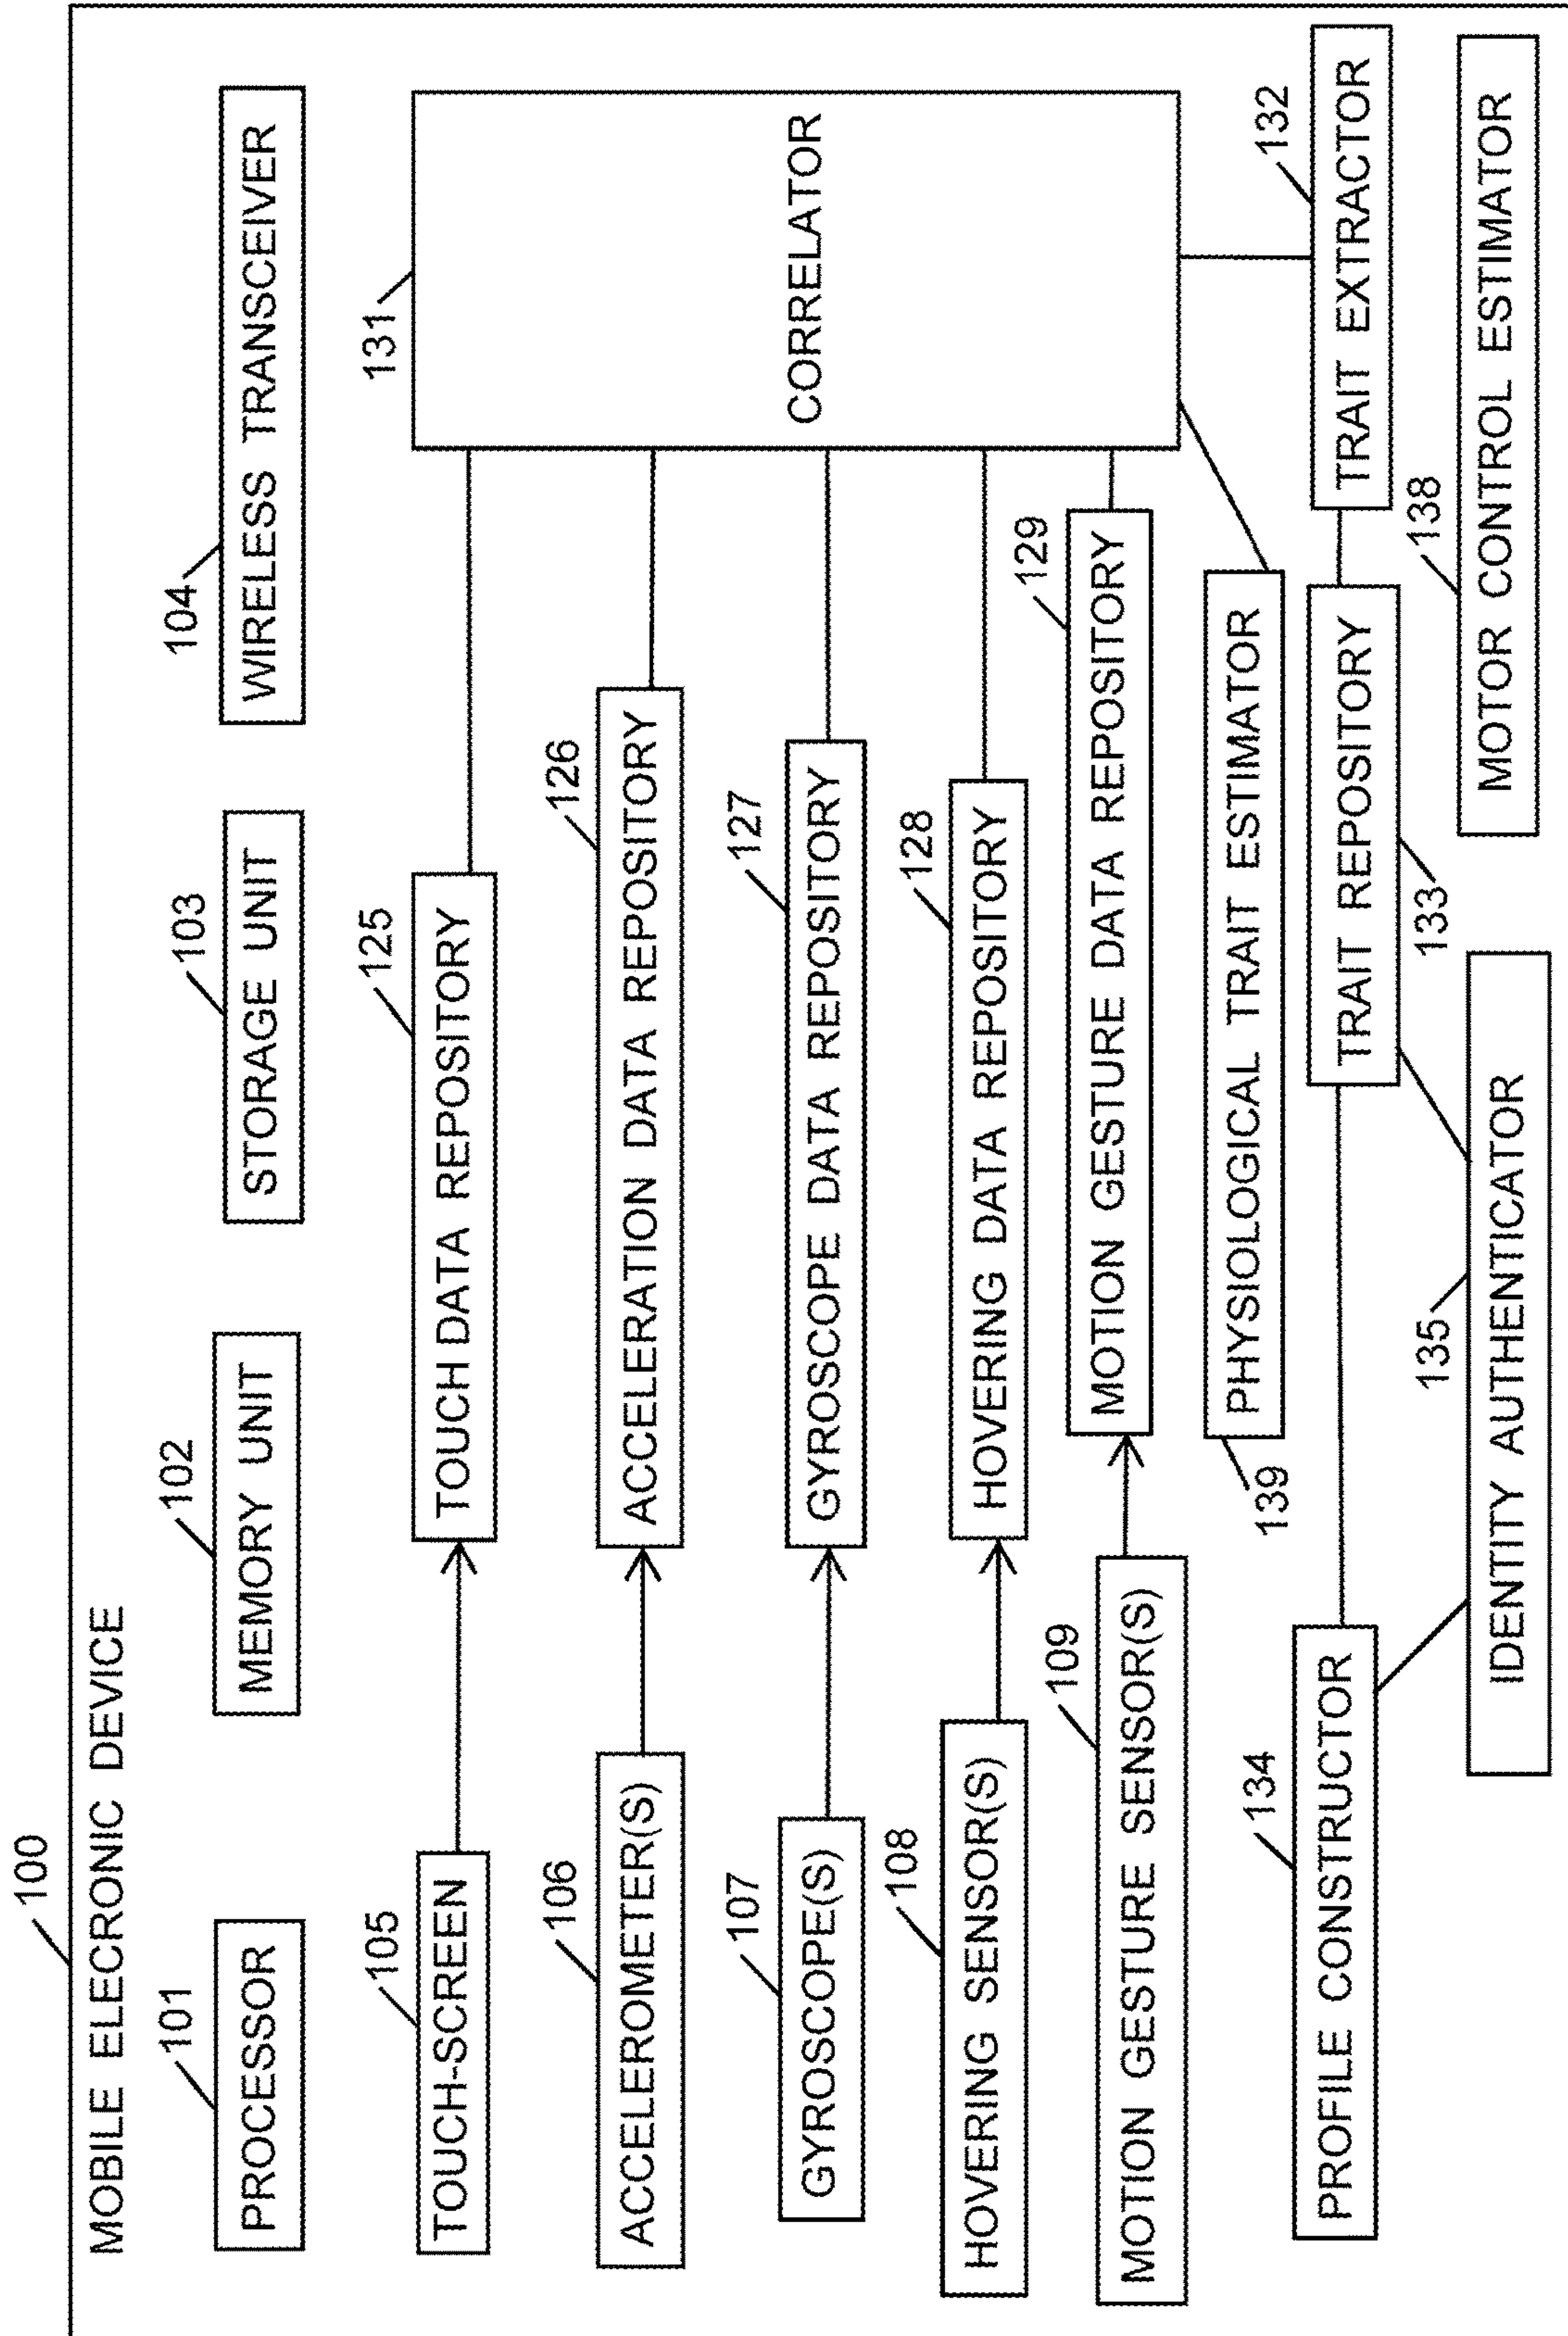 100
MOBILE ELECRONIC DEVICE
101
PROCESSOR
102
MEMORY UNIT
103
STORAGE UNIT
104
WIRELESS TRANSCEIVER
105
TOUCH-SCREEN
125
TOUCH DATA REPOSITORY
131
CORRELATOR
106
ACCELEROMETER(S)
126
ACCELERATION DATA REPOSITORY
107
GYROSCOPE(S)
127
GYROSCOPE DATA REPOSITORY
108
HOVERING SENSOR(S)
128
HOVERING DATA REPOSITORY
109
MOTION GESTURE SENSOR(S)
129
MOTION GESTURE DATA REPOSITORY
139
PHYSIOLOGICAL TRAIT ESTIMATOR
132
TRAIT EXTRACTOR
134
PROFILE CONSTRUCTOR
TRAIT REPOSITORY
133
135
IDENTITY AUTHENTICATOR
138
MOTOR CONTROL ESTIMATOR